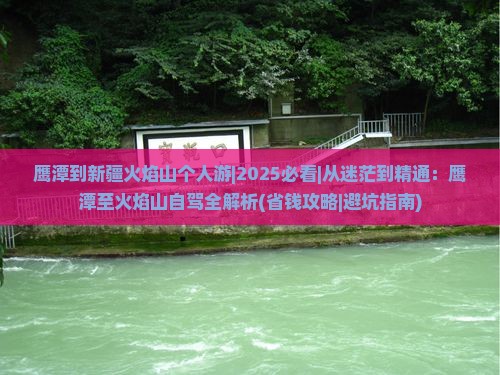 鹰潭到新疆火焰山个人游|2025必看|从迷茫到精通：鹰
潭至火焰山自驾全解析(省钱攻略|避坑指南)